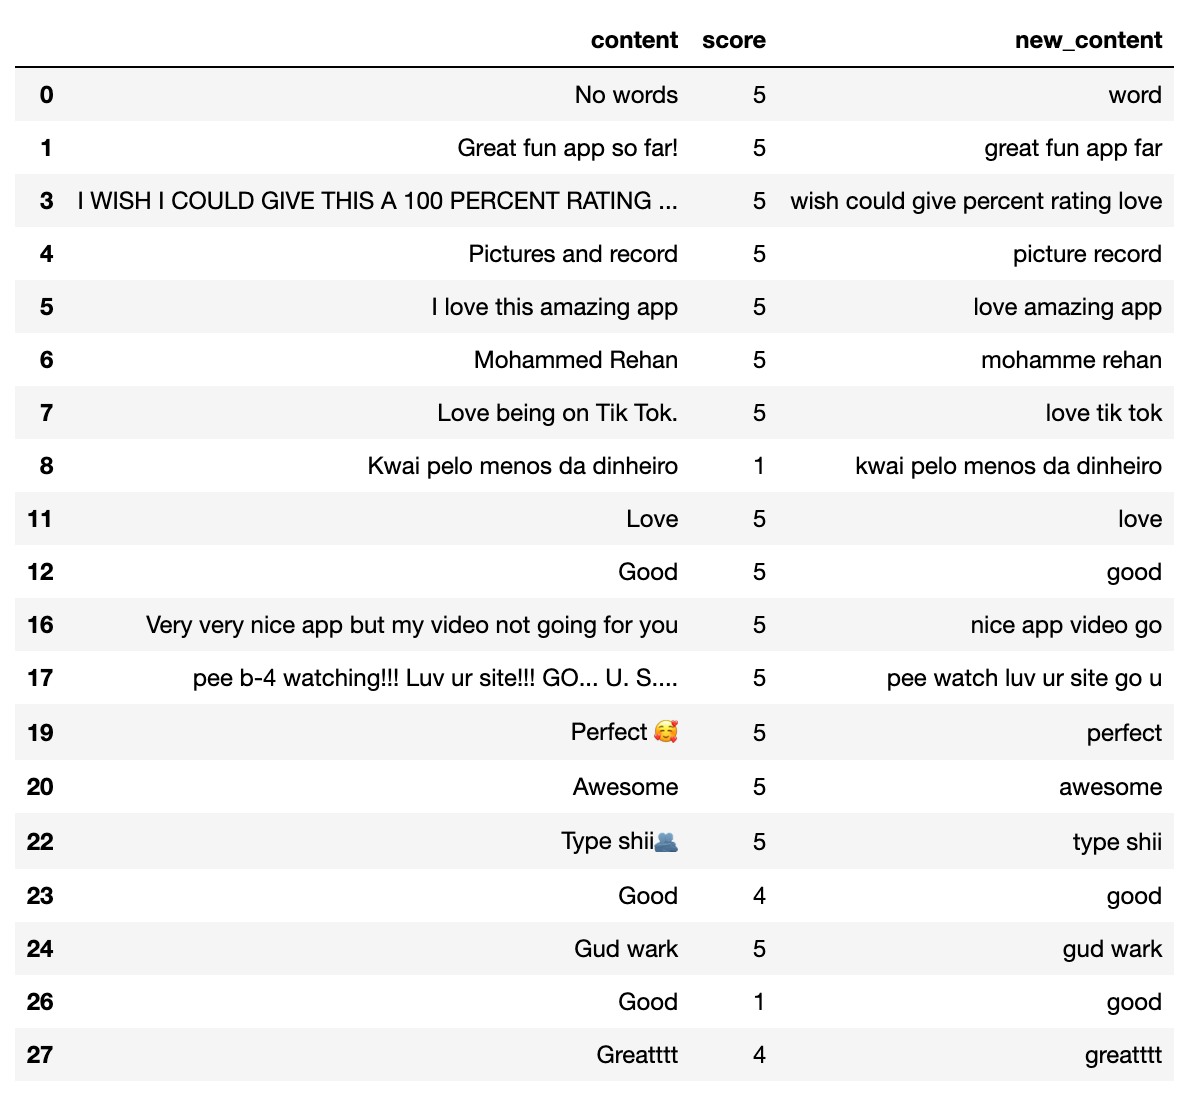 content score new_content
0 No words 5 word
1 Great fun app so far! 5 great fun app far
3 I WISH I COULD GIVE THIS A 100 PERCENT RATING ... 5 wish could give percent rating love
4 Pictures and record 5 picture record
5 I love this amazing app 5 love amazing app
6 Mohammed Rehan 5 mohamme rehan
7 Love being on Tik Tok. 5 love tik tok
8 Kwai pelo menos da dinheiro 1 kwai pelo menos da dinheiro
11 Love 5 love
12 Good 5 good
16 Very very nice app but my video not going for you 5 nice app video go
17 pee b-4 watching!!! Luv ur site!!! GO... U. S.... 5 pee watch luv ur site go u
19 Perfect 🥰 5 perfect
20 Awesome 5 awesome
22 Type shii🫂 5 type shii
23 Good 4 good
24 Gud wark 5 gud wark
26 Good 1 good
27 Greatttt 4 greatttt